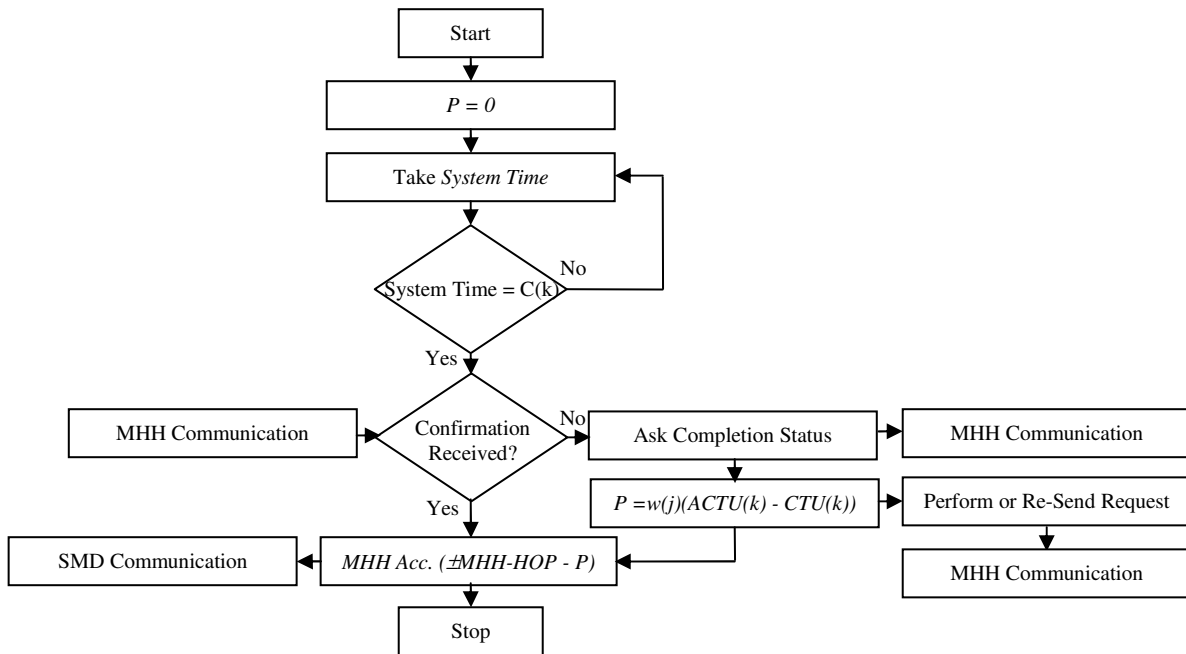 Start
P = 0
Take System Time
No
System Time = C(k)
Yes
MHH Communication
Confirmation
Received?
No
Ask Completion Status
MHH Communication
Yes
P =w(j)(ACTU(k) - CTU(k))
Perform or Re-Send Request
SMD Communication
MHH Acc. (±MHH-HOP - P)
MHH Communication
Stop